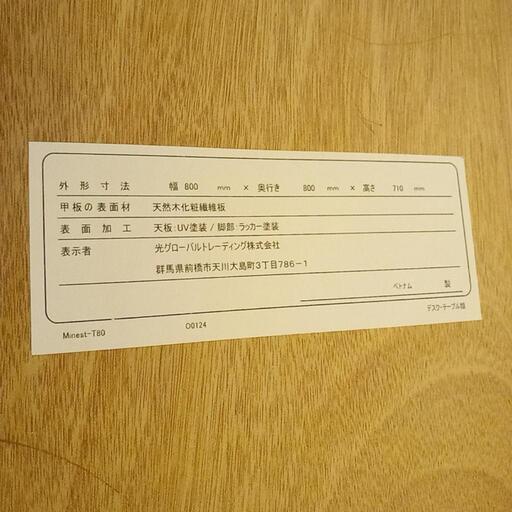 外形寸法 幅 800 mm × 奥行き 800 mm × 高さ 710 mm
甲板の表面材 天然木化粧繊維板
表面加工 天板:UV塗装 / 脚部:ラッカー塗装
表示者 光グローバルトレーディング株式会社
群馬県前橋市天川大島町3丁目786-1
ベトナム 製
Minest-T80 O0124 デスク・テーブル類